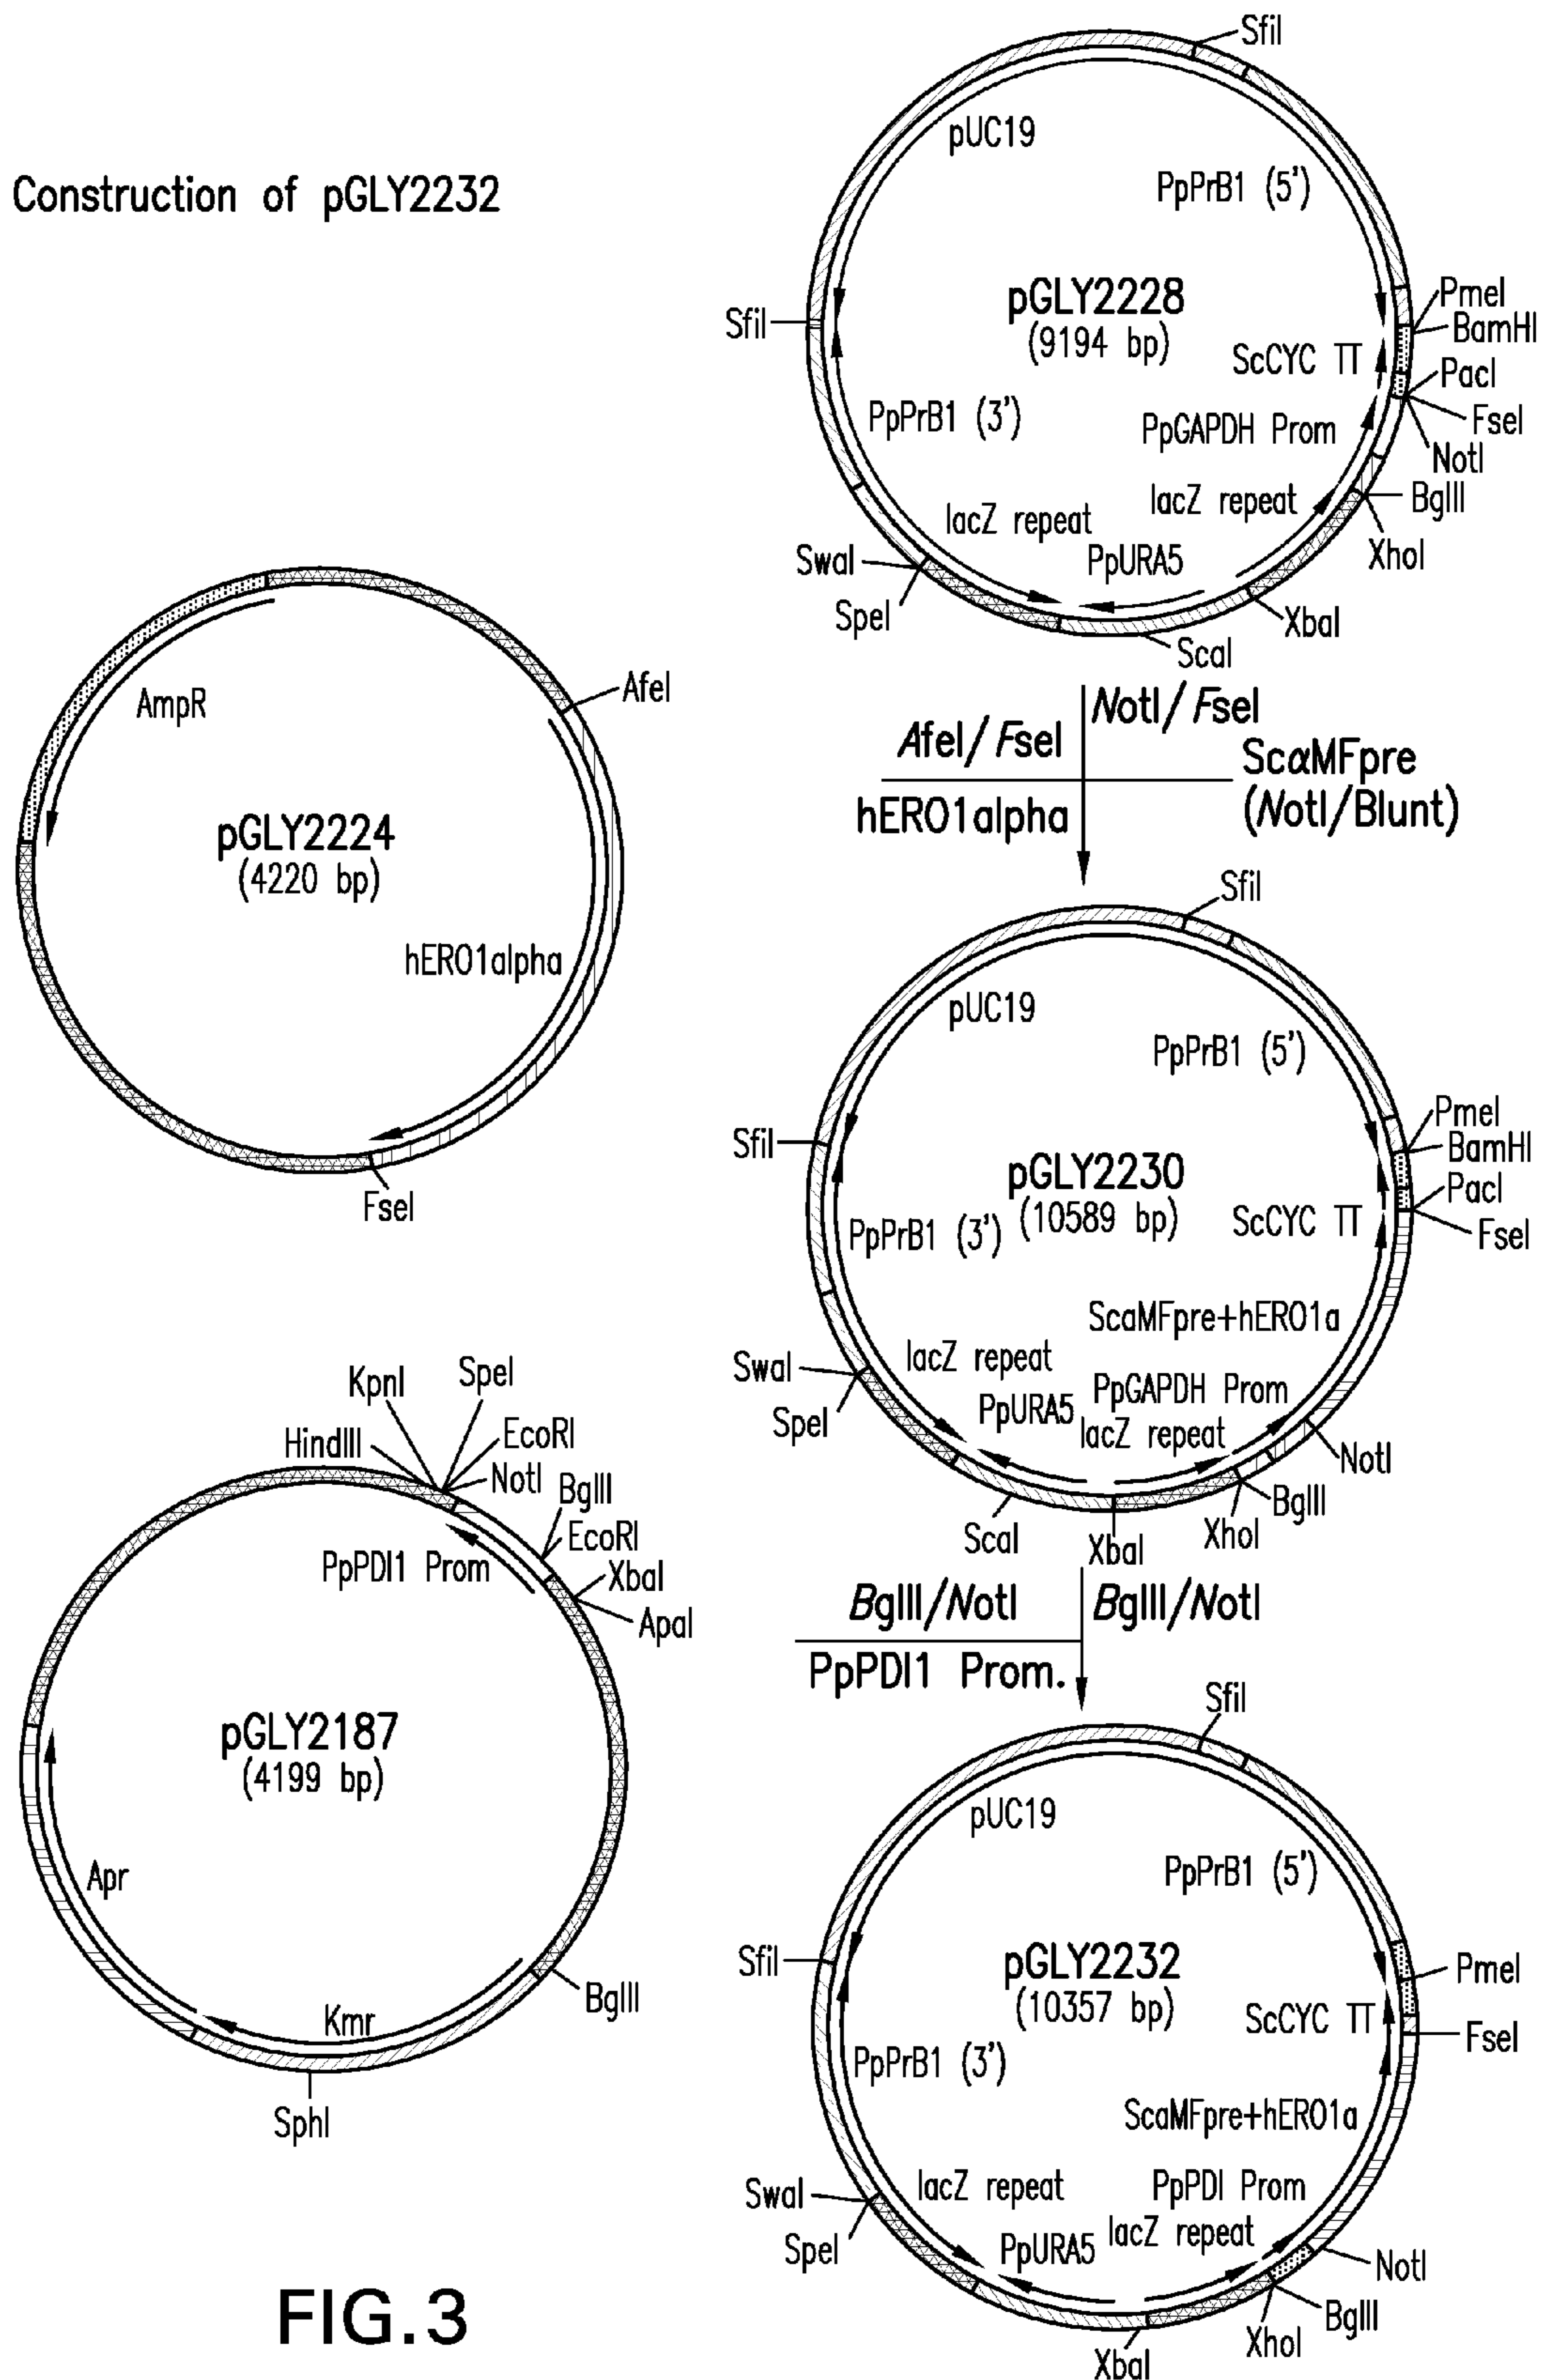 Construction of pGLY2232
SfiI
pUC19
PpPrB1 (5')
pGLY2228
(9194 bp)
SfiI
PmeI
BamHI
ScCYC TT
PacI
FseI
PpPrB1 (3')
PpGAPDH Prom
NotI
BglII
lacZ repeat
lacZ repeat
XhoI
SwaI
PpURA5
SpeI
XbaI
ScaI
AfeI
AmpR
pGLY2224
(4220 bp)
hERO1alpha
FseI
NotI/FseI
AfeI/FseI
hERO1alpha
ScαMFpre
(NotI/Blunt)
SfiI
pUC19
PpPrB1 (5')
PmeI
BamHI
SfiI
pGLY2230
(10589 bp)
PacI
ScCYC TT
FseI
PpPrB1 (3')
ScaMFpre+hERO1a
lacZ repeat
SwaI
PpGAPDH Prom
PpURA5
SpeI
lacZ repeat
NotI
BglII
XhoI
ScaI
XbaI
KpnI
SpeI
HindIII
EcoRI
NotI
BglII
EcoRI
PpPDI1 Prom
XbaI
ApaI
pGLY2187
(4199 bp)
Apr
Kmr
BglII
SphI
BglII/NotI
BglII/NotI
PpPDI1 Prom.
SfiI
pUC19
PpPrB1 (5')
SfiI
pGLY2232
(10357 bp)
PmeI
ScCYC TT
FseI
PpPrB1 (3')
ScaMFpre+hERO1a
lacZ repeat
PpPDI Prom
SwaI
lacZ repeat
SpeI
PpURA5
NotI
BglII
XhoI
XbaI
FIG.3